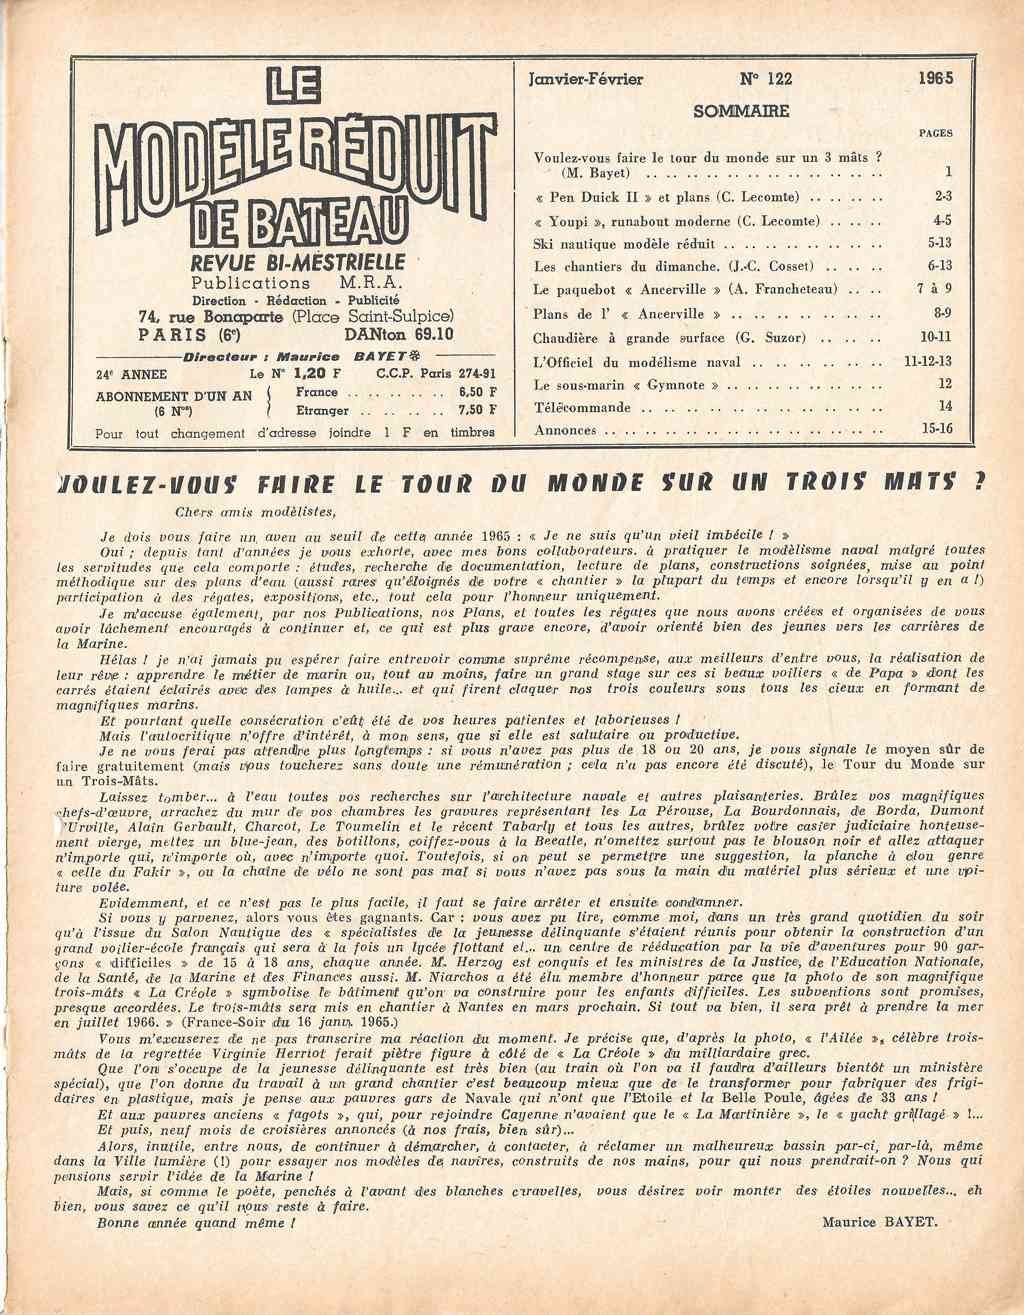 LE
MODÈLE RÉDUIT
DE BATEAU
REVUE BI-MESTRIELLE
Publications M.R.A.
Direction - Rédaction - Publicité
74, rue Bonaparte (Place Saint-Sulpice)
PARIS (6e) DANton 69.10
Directeur : Maurice BAYET
24e ANNEE Le N° 1,20 F C.C.P. Paris 274-91
ABONNEMENT D'UN AN (6 Nos)
France .. .. .. .. .. 6,50 F
Etranger .. .. .. .. 7,50 F
Pour tout changement d'adresse joindre 1 F en timbres
Janvier-Février N° 122 1965
SOMMAIRE
PAGES
Voulez-vous faire le tour du monde sur un 3 mâts ?
(M. Bayet) .. .. .. .. .. .. .. .. .. 1
« Pen Duick II » et plans (C. Lecomte) .. .. .. .. 2-3
« Youpi », runabout moderne (C. Lecomte) .. .. .. 4-5
Ski nautique modèle réduit .. .. .. .. .. .. .. 5-13
Les chantiers du dimanche. (J.-C. Cosset) .. .. .. 6-13
Le paquebot « Ancerville » (A. Francheteau) .. .. 7 à 9
Plans de l' « Ancerville » .. .. .. .. .. .. .. 8-9
Chaudière à grande surface (G. Suzor) .. .. .. 10-11
L'Officiel du modélisme naval .. .. .. .. .. .. 11-12-13
Le sous-marin « Gymnote » .. .. .. .. .. .. .. 12
Télécommande .. .. .. .. .. .. .. .. .. .. 14
Annonces .. .. .. .. .. .. .. .. .. .. .. 15-16
VOULEZ-VOUS FAIRE LE TOUR DU MONDE SUR UN TROIS MATS ?
Chers amis modèlistes,
Je dois vous faire un aveu au seuil de cette année 1965 : « Je ne suis qu'un vieil imbécile ! »
Oui ; depuis tant d'années je vous exhorte, avec mes bons collaborateurs. à pratiquer le modèlisme naval malgré toutes
les servitudes que cela comporte : études, recherche de documentation, lecture de plans, constructions soignées, mise au point
méthodique sur des plans d'eau (aussi rares qu'éloignés de votre « chantier » la plupart du temps et encore lorsqu'il y en a !)
participation à des régates, expositions, etc., tout cela pour l'honneur uniquement.
Je m'accuse également, par nos Publications, nos Plans, et toutes les régates que nous avons créées et organisées de vous
avoir lâchement encouragés à continuer et, ce qui est plus grave encore, d'avoir orienté bien des jeunes vers les carrières de
la Marine.
Hélas ! je n'ai jamais pu espérer faire entrevoir comme suprême récompense, aux meilleurs d'entre vous, la réalisation de
leur rêve : apprendre le métier de marin ou, tout au moins, faire un grand stage sur ces si beaux voiliers « de Papa » dont les
carrés étaient éclairés avec des lampes à huile... et qui firent claquer nos trois couleurs sous tous les cieux en formant de
magnifiques marins.
Et pourtant quelle consécration c'eût été de vos heures patientes et laborieuses !
Mais l'autocritique n'offre d'intérêt, à mon sens, que si elle est salutaire ou productive.
Je ne vous ferai pas attendre plus longtemps : si vous n'avez pas plus de 18 ou 20 ans, je vous signale le moyen sûr de
faire gratuitement (mais vous toucherez sans doute une rémunération ; cela n'a pas encore été discuté), le Tour du Monde sur
un Trois-Mâts.
Laissez tomber... à l'eau toutes vos recherches sur l'architecture navale et autres plaisanteries. Brûlez vos magnifiques
chefs-d'œuvre, arrachez du mur de vos chambres les gravures représentant les La Pérouse, La Bourdonnais, de Borda, Dumont
'Urville, Alain Gerbault, Charcot, Le Toumelin et le récent Tabarly et tous les autres, brûlez votre casier judiciaire honteuse-
ment vierge, mettez un blue-jean, des botillons, coiffez-vous à la Beeatle, n'omettez surtout pas le blouson noir et allez attaquer
n'importe qui, n'importe où, avec n'importe quoi. Toutefois, si on peut se permettre une suggestion, la planche à clou genre
« celle du Fakir », ou la chaîne de vélo ne sont pas mal si vous n'avez pas sous la main du matériel plus sérieux et une voi-
ture volée.
Evidemment, et ce n'est pas le plus facile, il faut se faire arrêter et ensuite condamner.
Si vous y parvenez, alors vous êtes gagnants. Car : vous avez pu lire, comme moi, dans un très grand quotidien du soir
qu'à l'issue du Salon Nautique des « spécialistes de la jeunesse délinquante s'étaient réunis pour obtenir la construction d'un
grand voilier-école français qui sera à la fois un lycée flottant et... un centre de rééducation par la vie d'aventures pour 90 gar-
çons « difficiles » de 15 à 18 ans, chaque année. M. Herzog est conquis et les ministres de la Justice, de l'Education Nationale,
de la Santé, de la Marine et des Finances aussi. M. Niarchos a été élu membre d'honneur parce que la photo de son magnifique
trois-mâts « La Créole » symbolise le bâtiment qu'on va construire pour les enfants difficiles. Les subventions sont promises,
presque accordées. Le trois-mâts sera mis en chantier à Nantes en mars prochain. Si tout va bien, il sera prêt à prendre la mer
en juillet 1966. » (France-Soir du 16 janv. 1965.)
Vous m'excuserez de ne pas transcrire ma réaction du moment. Je précise que, d'après la photo, « l'Ailée », célèbre trois-
mâts de la regrettée Virginie Herriot ferait piètre figure à côté de « La Créole » du milliardaire grec.
Que l'on s'occupe de la jeunesse délinquante est très bien (au train où l'on va il faudra d'ailleurs bientôt un ministère
spécial), que l'on donne du travail à un grand chantier c'est beaucoup mieux que de le transformer pour fabriquer des frigi-
daires en plastique, mais je pense aux pauvres gars de Navale qui n'ont que l'Etoile et la Belle Poule, âgées de 33 ans !
Et aux pauvres anciens « fagots », qui, pour rejoindre Cayenne n'avaient que le « La Martinière », le « yacht grillagé » !...
Et puis, neuf mois de croisières annoncés (à nos frais, bien sûr)...
Alors, inutile, entre nous, de continuer à démarcher, à contacter, à réclamer un malheureux bassin par-ci, par-là, même
dans la Ville lumière (!) pour essayer nos modèles de navires, construits de nos mains, pour qui nous prendrait-on ? Nous qui
pensions servir l'idée de la Marine !
Mais, si comme le poète, penchés à l'avant des blanches caravelles, vous désirez voir monter des étoiles nouvelles... eh
bien, vous savez ce qu'il vous reste à faire.
Bonne année quand même ! Maurice BAYET.